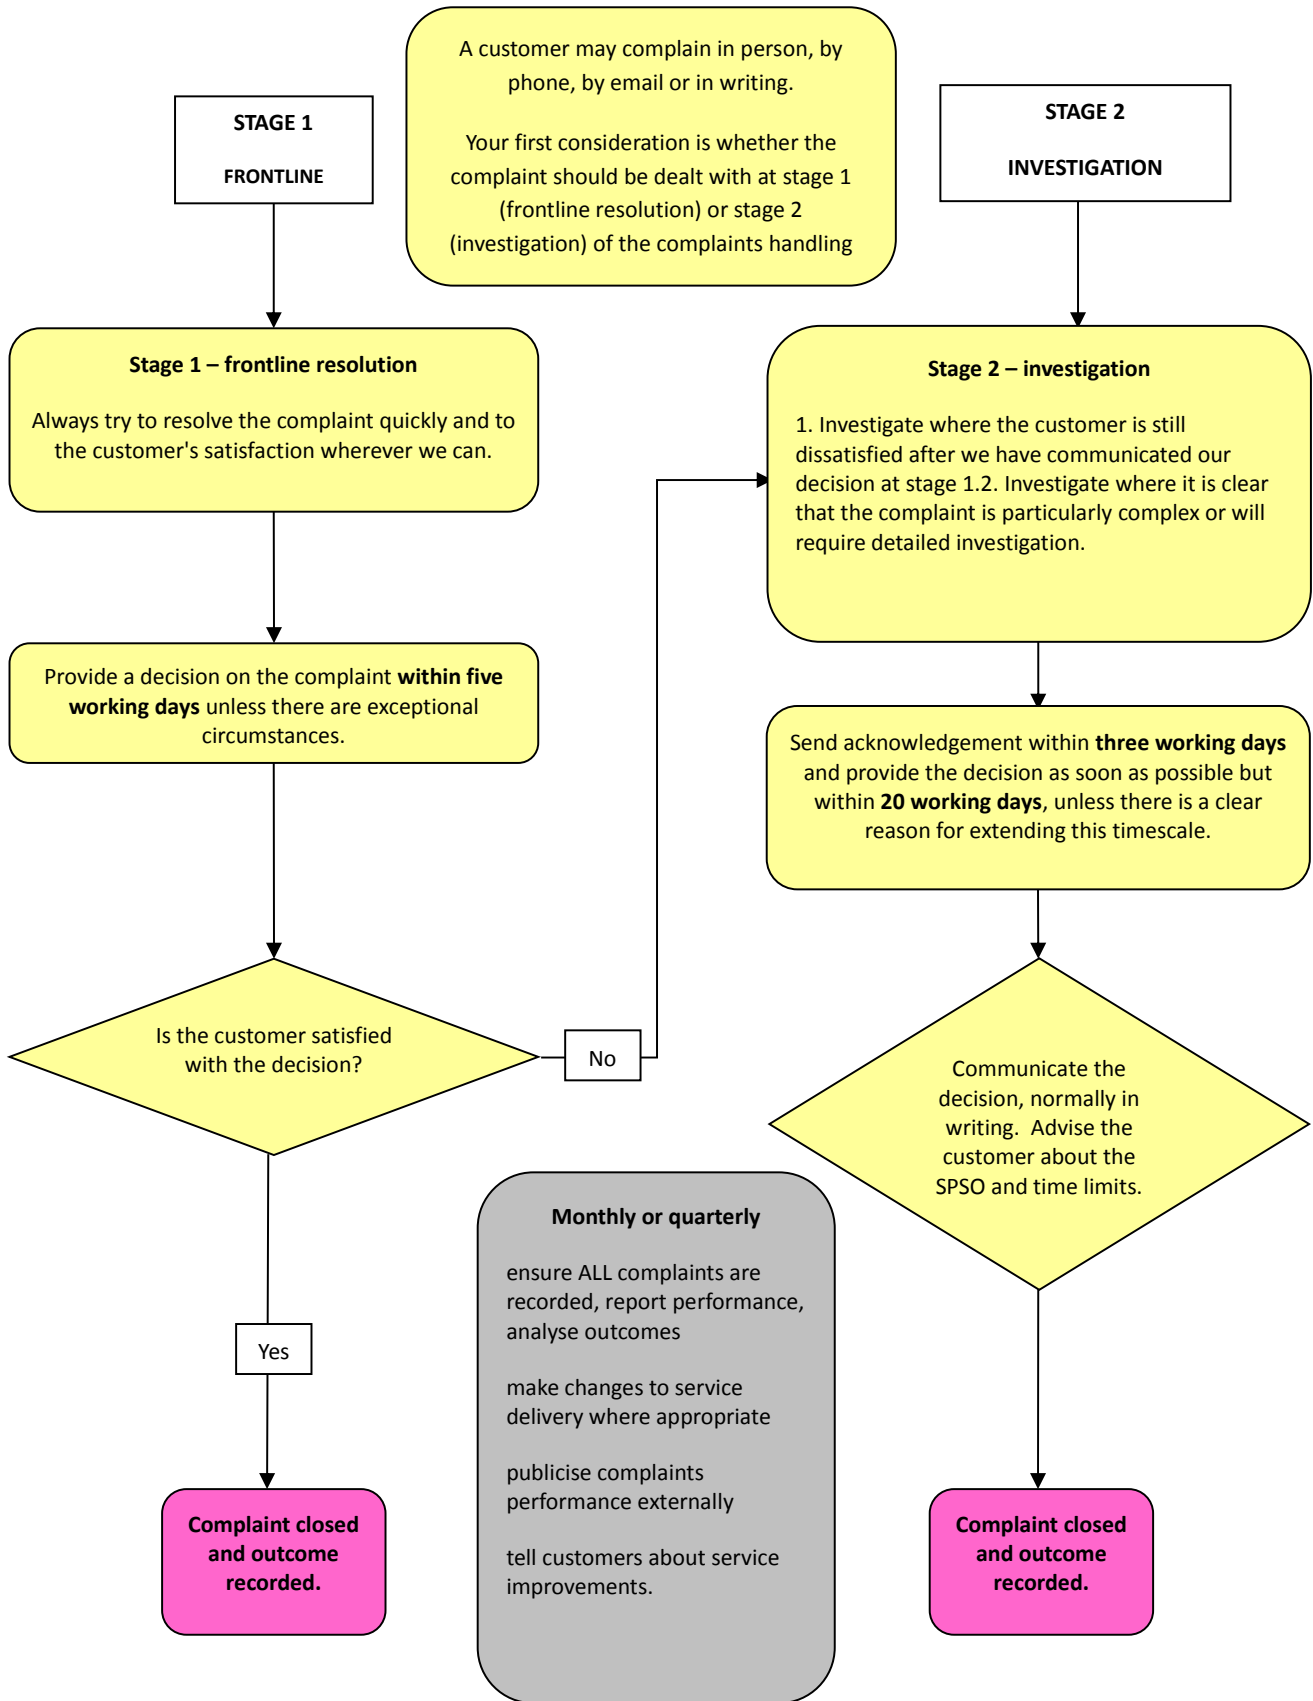 A customer may complain in person, by
phone, by email or in writing.
Your first consideration is whether the
complaint should be dealt with at stage 1
(frontline resolution) or stage 2
(investigation) of the complaints handling
STAGE 1
FRONTLINE
STAGE 2
INVESTIGATION
Stage 1 – frontline resolution
Always try to resolve the complaint quickly and to
the customer's satisfaction wherever we can.
Provide a decision on the complaint within five
working days unless there are exceptional
circumstances.
Is the customer satisfied
with the decision?
No
Yes
Complaint closed
and outcome
recorded.
Stage 2 – investigation
1. Investigate where the customer is still
dissatisfied after we have communicated our
decision at stage 1.2. Investigate where it is clear
that the complaint is particularly complex or will
require detailed investigation.
Send acknowledgement within three working days
and provide the decision as soon as possible but
within 20 working days, unless there is a clear
reason for extending this timescale.
Communicate the
decision, normally in
writing.  Advise the
customer about the
SPSO and time limits.
Complaint closed
and outcome
recorded.
Monthly or quarterly
ensure ALL complaints are
recorded, report performance,
analyse outcomes
make changes to service
delivery where appropriate
publicise complaints
performance externally
tell customers about service
improvements.